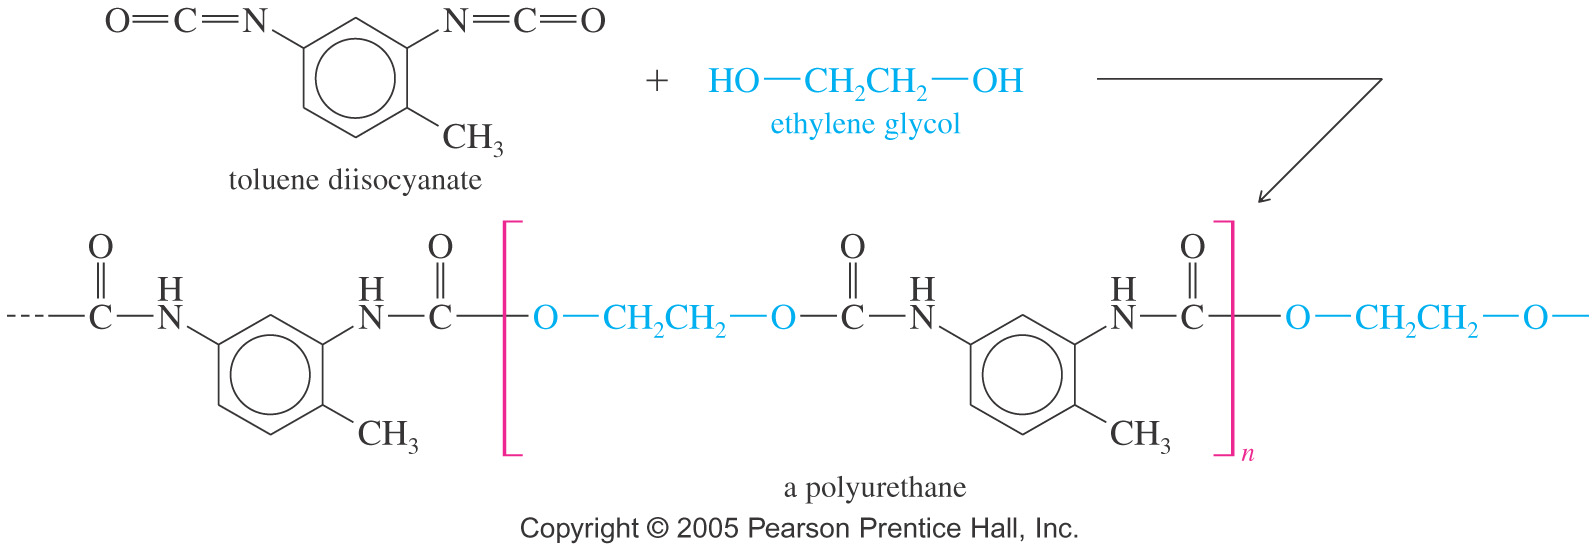 O=C=N N=C=O
+ HO—CH₂CH₂—OH
ethylene glycol
CH₃
toluene diisocyanate
O O O O
H H H H
C—N N—C—O—CH₂CH₂—O—C—N N—C—O—CH₂CH₂—O—
CH₃ CH₃
n
a polyurethane
Copyright © 2005 Pearson Prentice Hall, Inc.